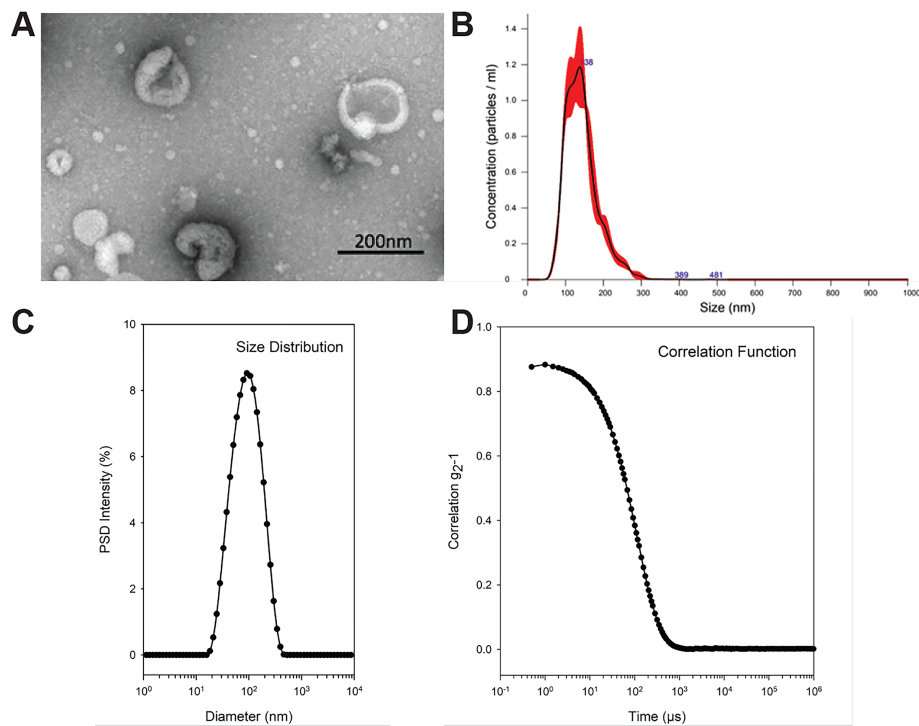 A
200nm
B
Concentration (particles / ml)
1.4
1.2
1.0
0.8
0.6
0.4
0.2
0
38
389
481
0 100 200 300 400 500 600 700 800 900 1000
Size (nm)
C
Size Distribution
PSD Intensity (%)
10
8
6
4
2
0
10⁰ 10¹ 10² 10³ 10⁴
Diameter (nm)
D
Correlation Function
Correlation g₂-1
1.0
0.8
0.6
0.4
0.2
0.0
10⁻¹ 10⁰ 10¹ 10² 10³ 10⁴ 10⁵ 10⁶
Time (µs)